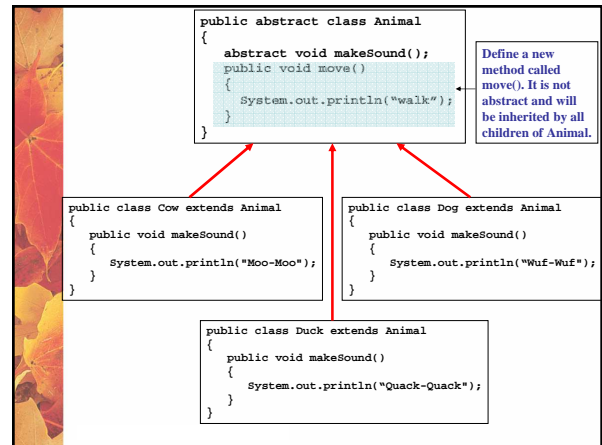 public abstract class Animal
{
abstract void makeSound();
public void move()
{
System.out.println(“walk”);
}
}
Define a new
method called
move(). It is not
abstract and will
be inherited by all
children of Animal.
public class Cow extends Animal
{
public void makeSound()
{
System.out.println("Moo-Moo");
}
}
public class Dog extends Animal
{
public void makeSound()
{
System.out.println(“Wuf-Wuf");
}
}
public class Duck extends Animal
{
public void makeSound()
{
System.out.println(“Quack-Quack");
}
}